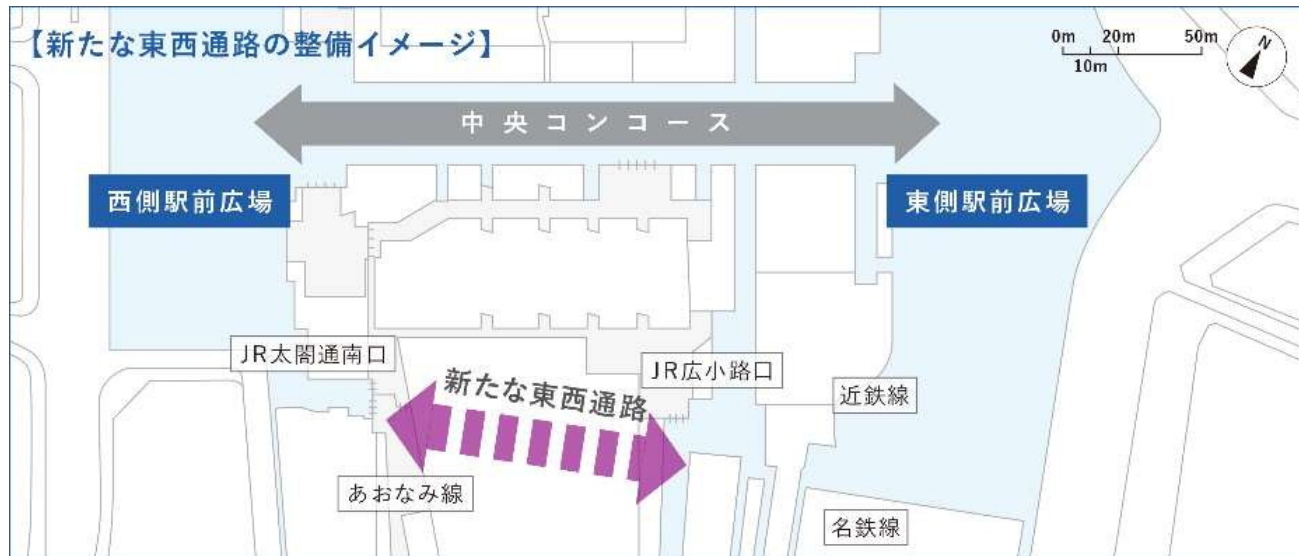 【新たな東西通路の整備イメージ】
0m 20m 50m
10m
N
中央コンコース
西側駅前広場
東側駅前広場
JR太閤通南口
JR広小路口
新たな東西通路
近鉄線
あおなみ線
名鉄線